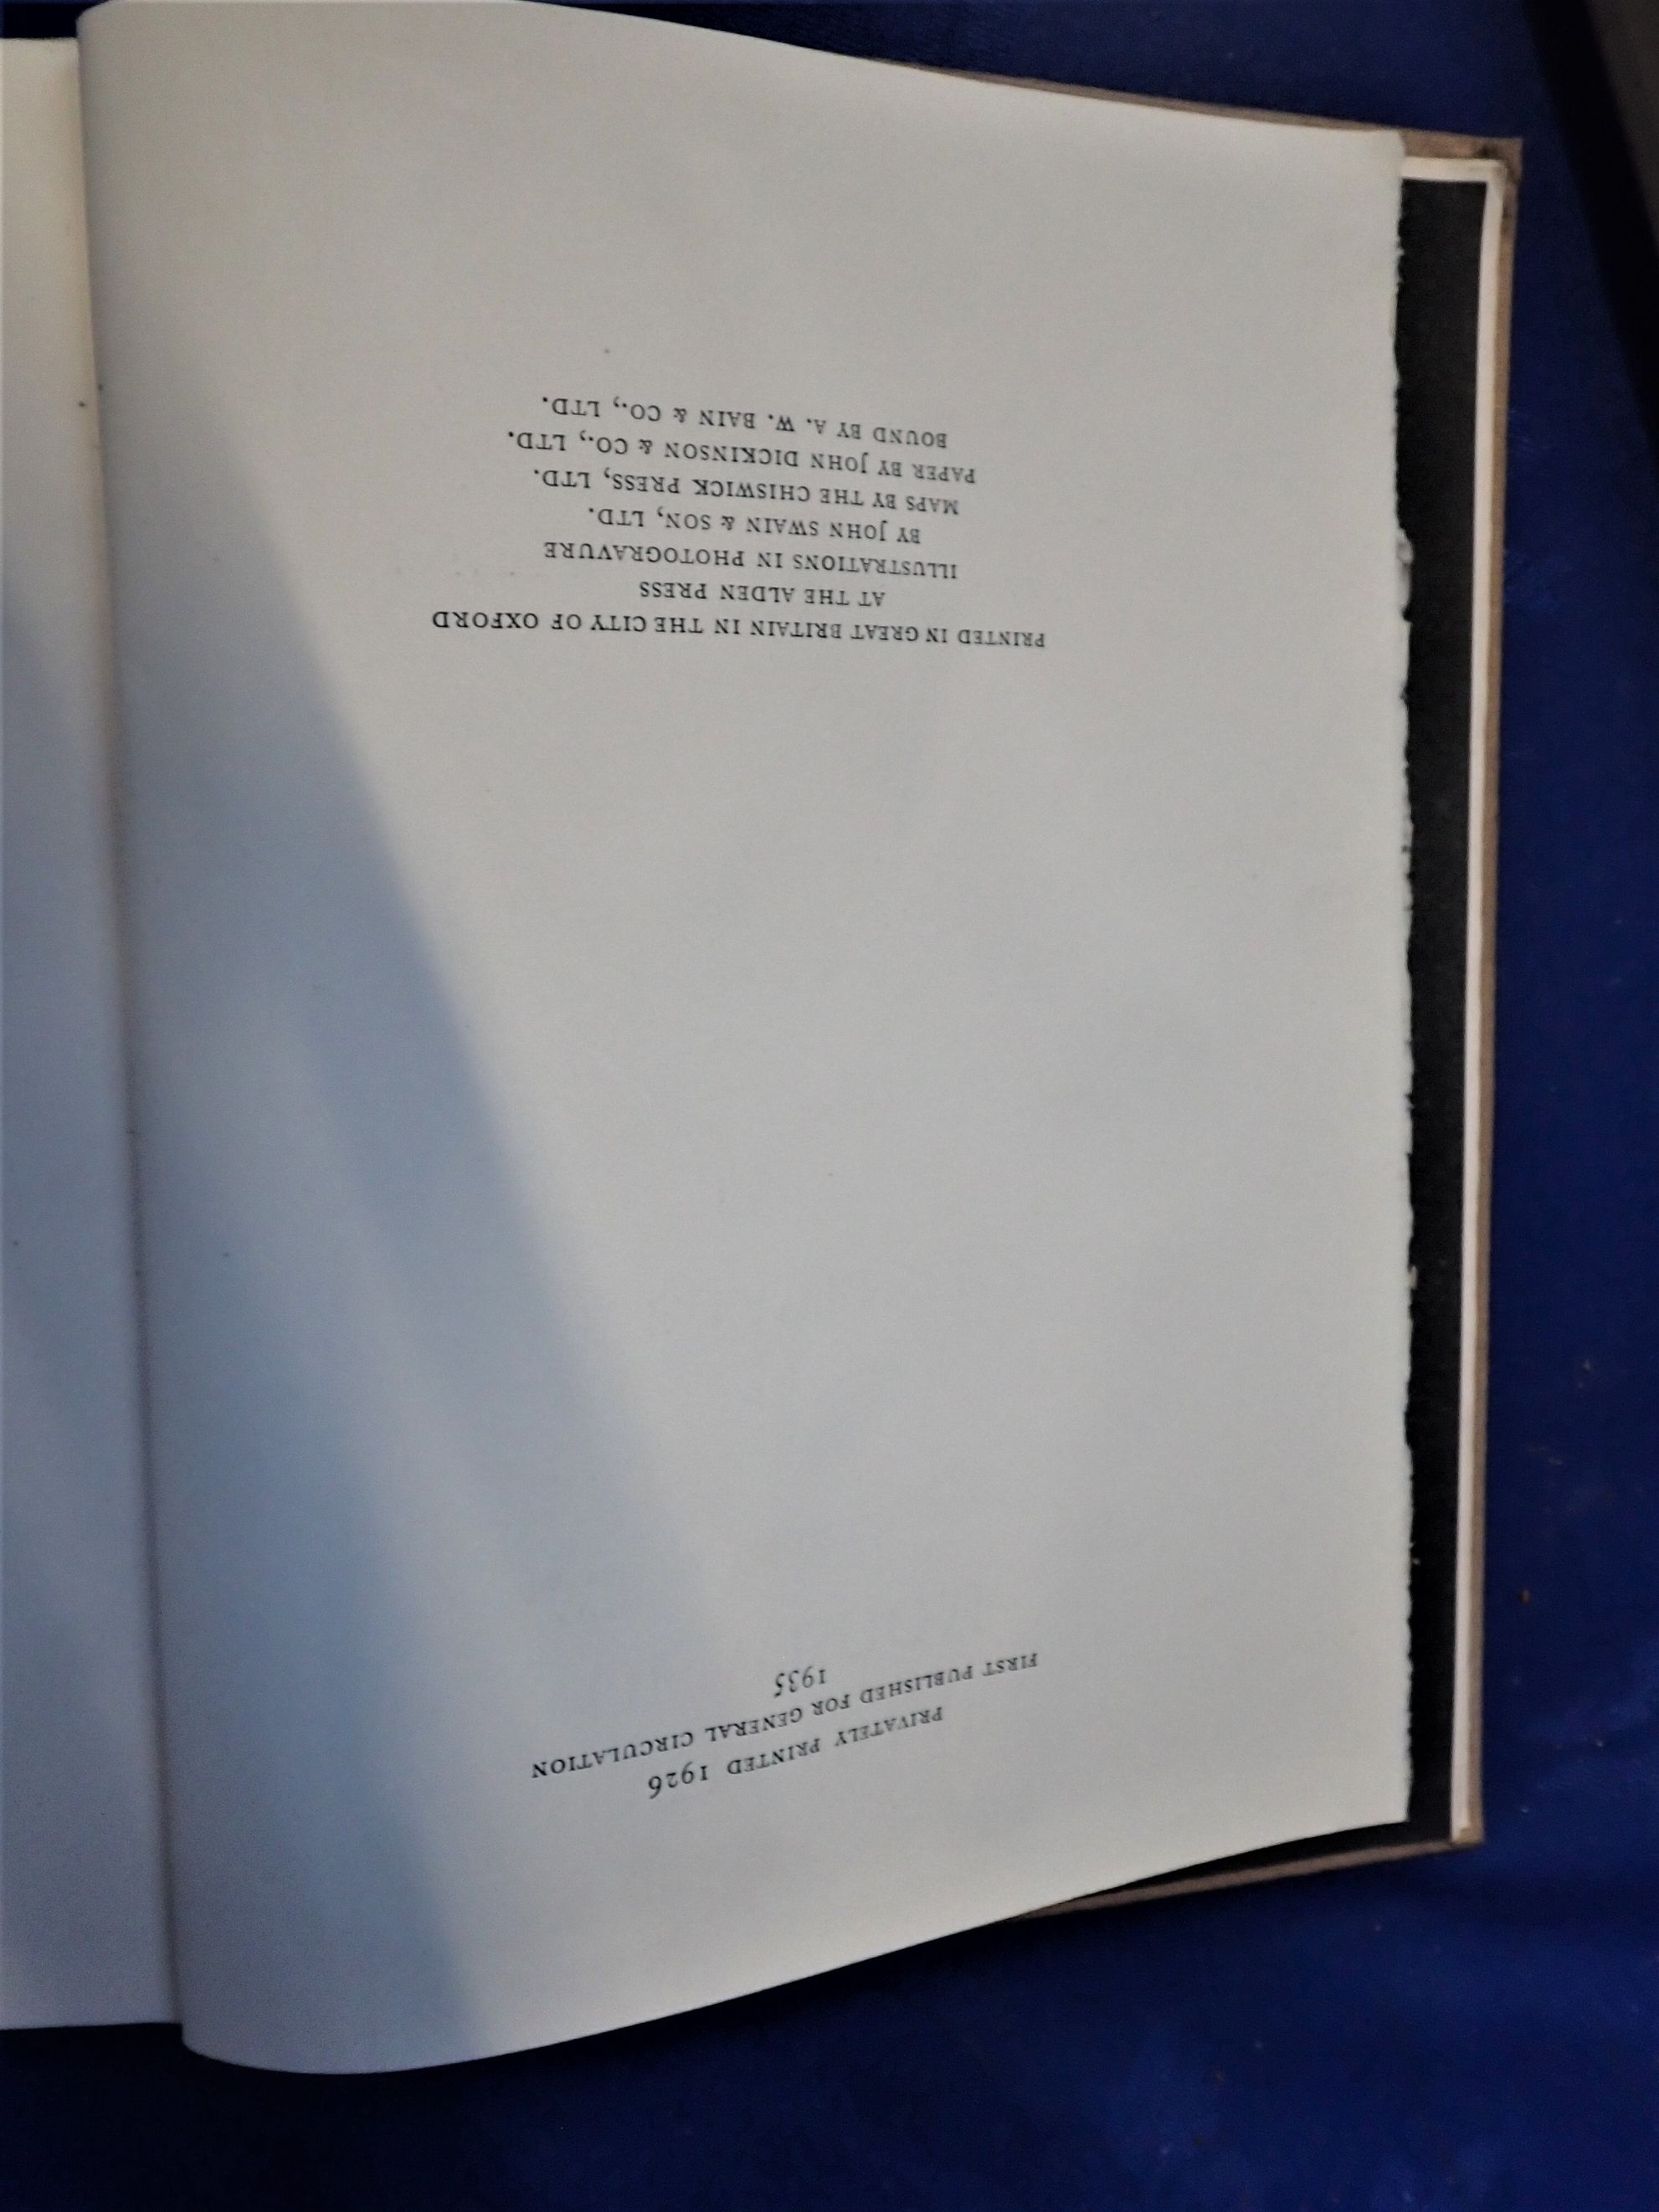 PRIVATELY PRINTED 1926
FIRST PUBLISHED FOR GENERAL CIRCULATION
1935
PRINTED IN GREAT BRITAIN IN THE CITY OF OXFORD
AT THE ALDEN PRESS
ILLUSTRATIONS IN PHOTOGRAVURE
BY JOHN SWAIN & SON, LTD.
MAPS BY THE CHISWICK PRESS, LTD.
PAPER BY JOHN DICKINSON & CO., LTD.
BOUND BY A. W. BAIN & CO., LTD.